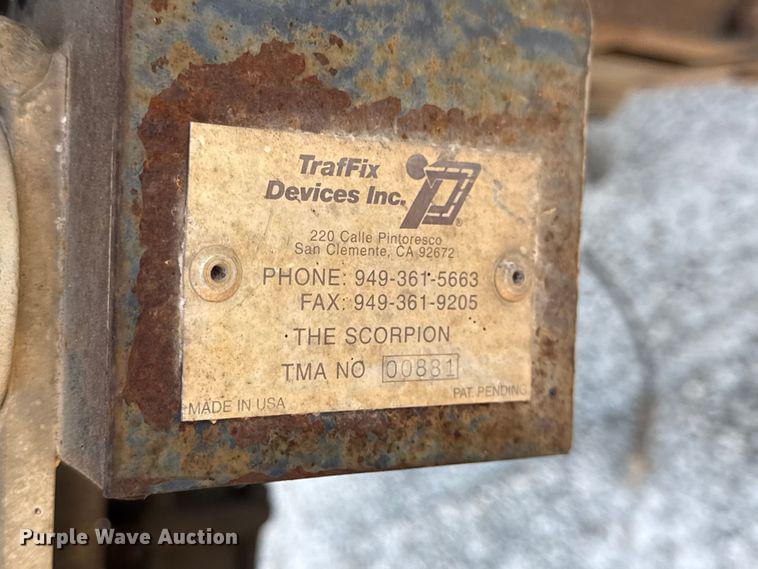 TrafFix
Devices Inc.
®
220 Calle Pintoresco
San Clemente, CA 92672
PHONE: 949-361-5663
FAX: 949-361-9205
THE SCORPION
TMA NO 00881
MADE IN USA
PAT. PENDING
Purple Wave Auction